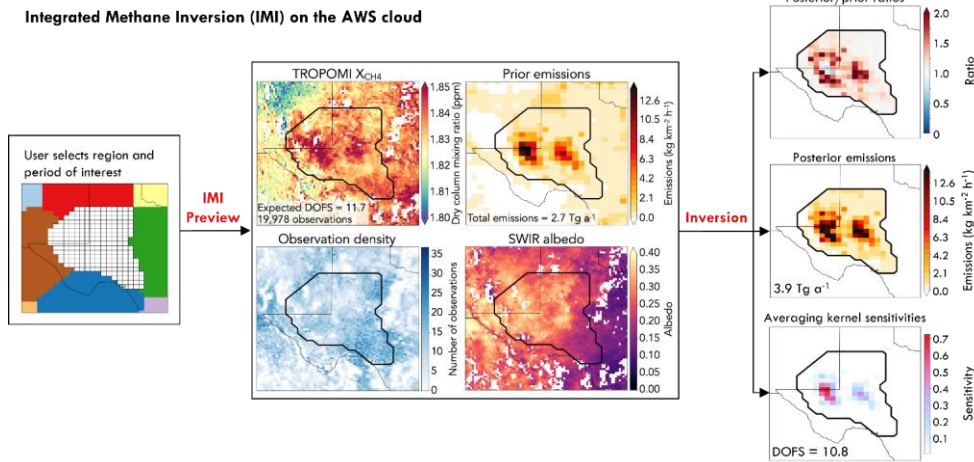 Integrated Methane Inversion (IMI) on the AWS cloud
User selects region and
period of interest
IMI
Preview
TROPOMI XCH4
Expected DOFS = 11.7
19,978 observations
1.85
1.84
1.83
1.82
1.81
1.80
Dry column mixing ratio (ppm)
Prior emissions
Total emissions = 2.7 Tg a-1
12.6
10.5
8.4
6.3
4.2
2.1
0.0
Emissions (kg km-2 h-1)
Observation density
35
30
25
20
15
10
5
0
Number of observations
SWIR albedo
0.40
0.35
0.30
0.25
0.20
0.15
0.10
0.05
0.00
Albedo
Inversion
Posterior/prior ratios
2.0
1.5
1.0
0.5
0
Ratio
Posterior emissions
3.9 Tg a-1
12.6
10.5
8.4
6.3
4.2
2.1
0.0
Emissions (kg km-2 h-1)
Averaging kernel sensitivities
DOFS = 10.8
0.7
0.6
0.5
0.4
0.3
0.2
0.1
Sensitivity